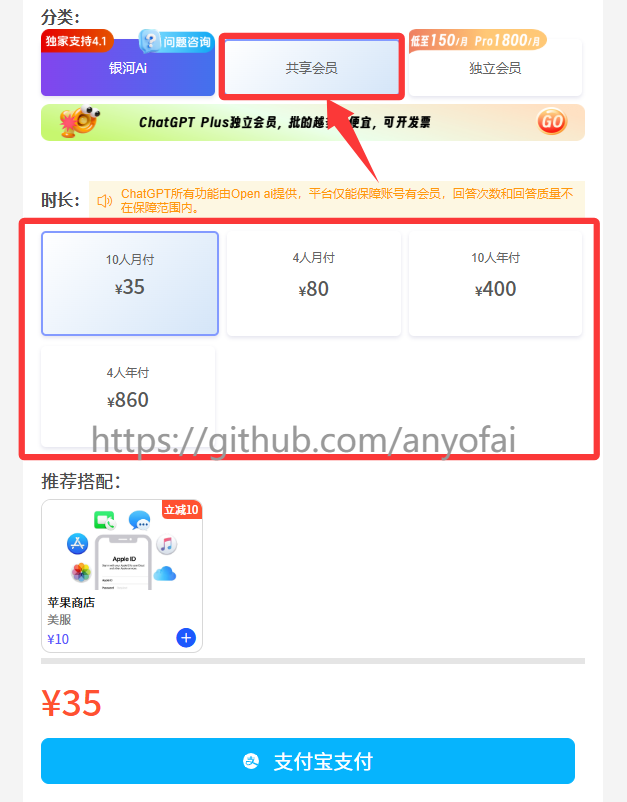 分类：
独家支持4.1
问题咨询
低至150/月 Pro1800/月
银河Ai
共享会员
独立会员
ChatGPT Plus独立会员，批的越 便宜，可开发票
GO
时长：
ChatGPT所有功能由Open ai提供，平台仅能保障账号有会员，回答次数和回答质量不
在保障范围内。
10人月付
4人月付
10人年付
¥35
¥80
¥400
4人年付
¥860
https://github.com/anyofai
推荐搭配：
立减10
Apple ID
苹果商店
美服
¥10
¥35
支付宝支付